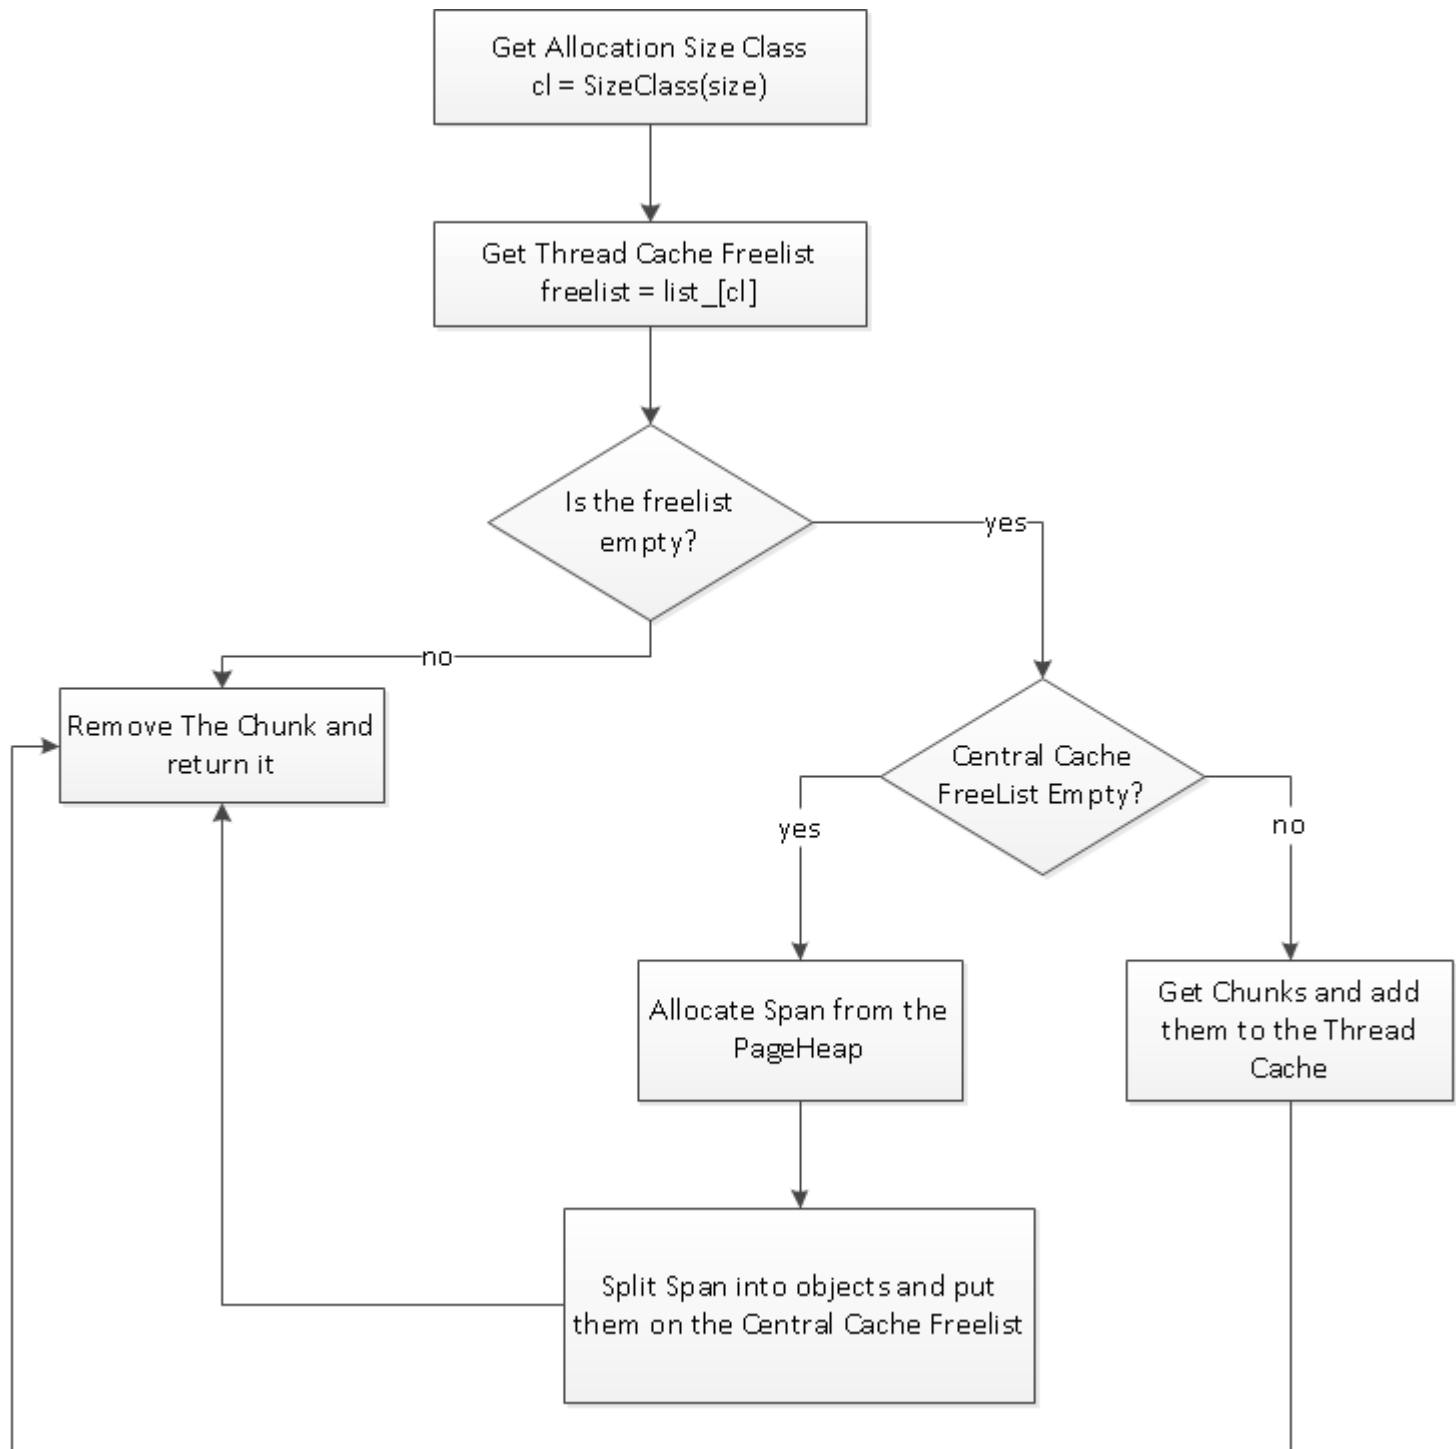 Get Allocation Size Class
cl = SizeClass(size)
Get Thread Cache Freelist
freelist = list_[cl]
Is the freelist
empty?
yes
no
Remove The Chunk and
return it
Central Cache
FreeList Empty?
yes
no
Allocate Span from the
PageHeap
Get Chunks and add
them to the Thread
Cache
Split Span into objects and put
them on the Central Cache Freelist